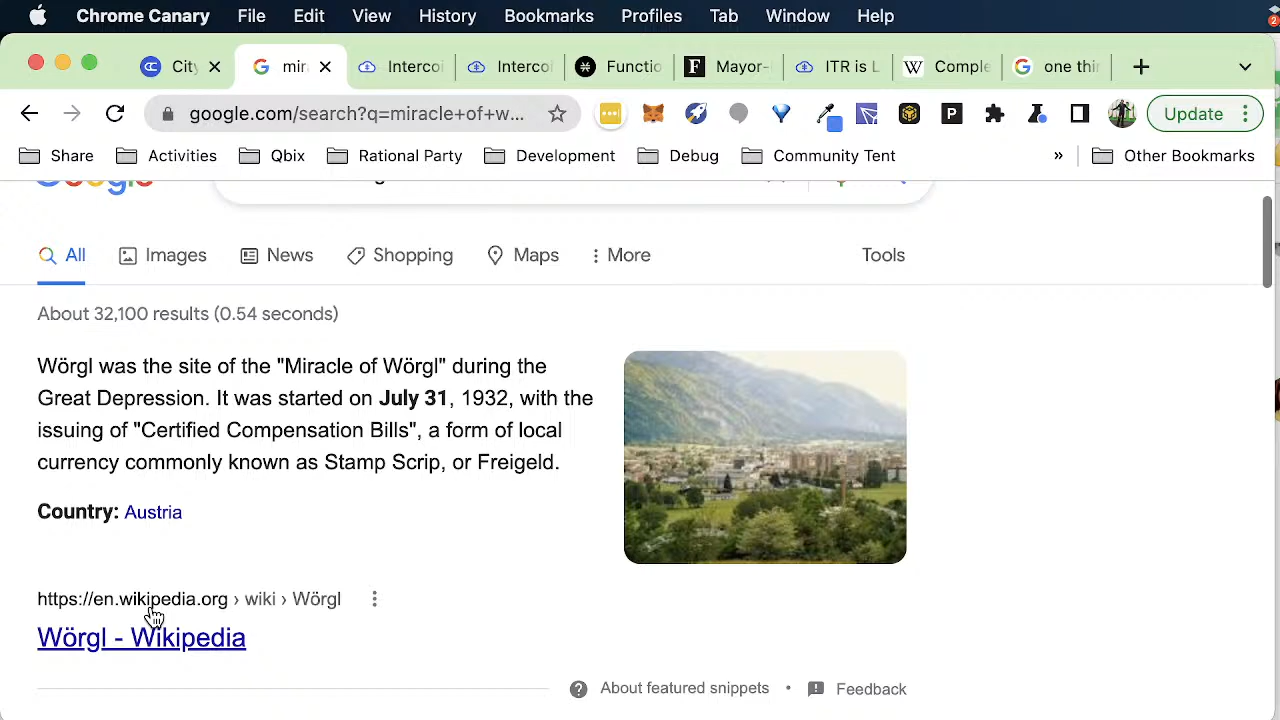 Chrome Canary File Edit View History Bookmarks Profiles Tab Window Help
2
City mir Interco Interco Functio Mayor- ITR is L Comple one thin
google.com/search?q=miracle+of+w... Update
Share Activities Qbix Rational Party Development Debug Community Tent » Other Bookmarks
All Images News Shopping Maps More Tools
About 32,100 results (0.54 seconds)
Wörgl was the site of the "Miracle of Wörgl" during the
Great Depression. It was started on July 31, 1932, with the
issuing of "Certified Compensation Bills", a form of local
currency commonly known as Stamp Scrip, or Freigeld.
Country: Austria
https://en.wikipedia.org › wiki › Wörgl
Wörgl - Wikipedia
About featured snippets • Feedback